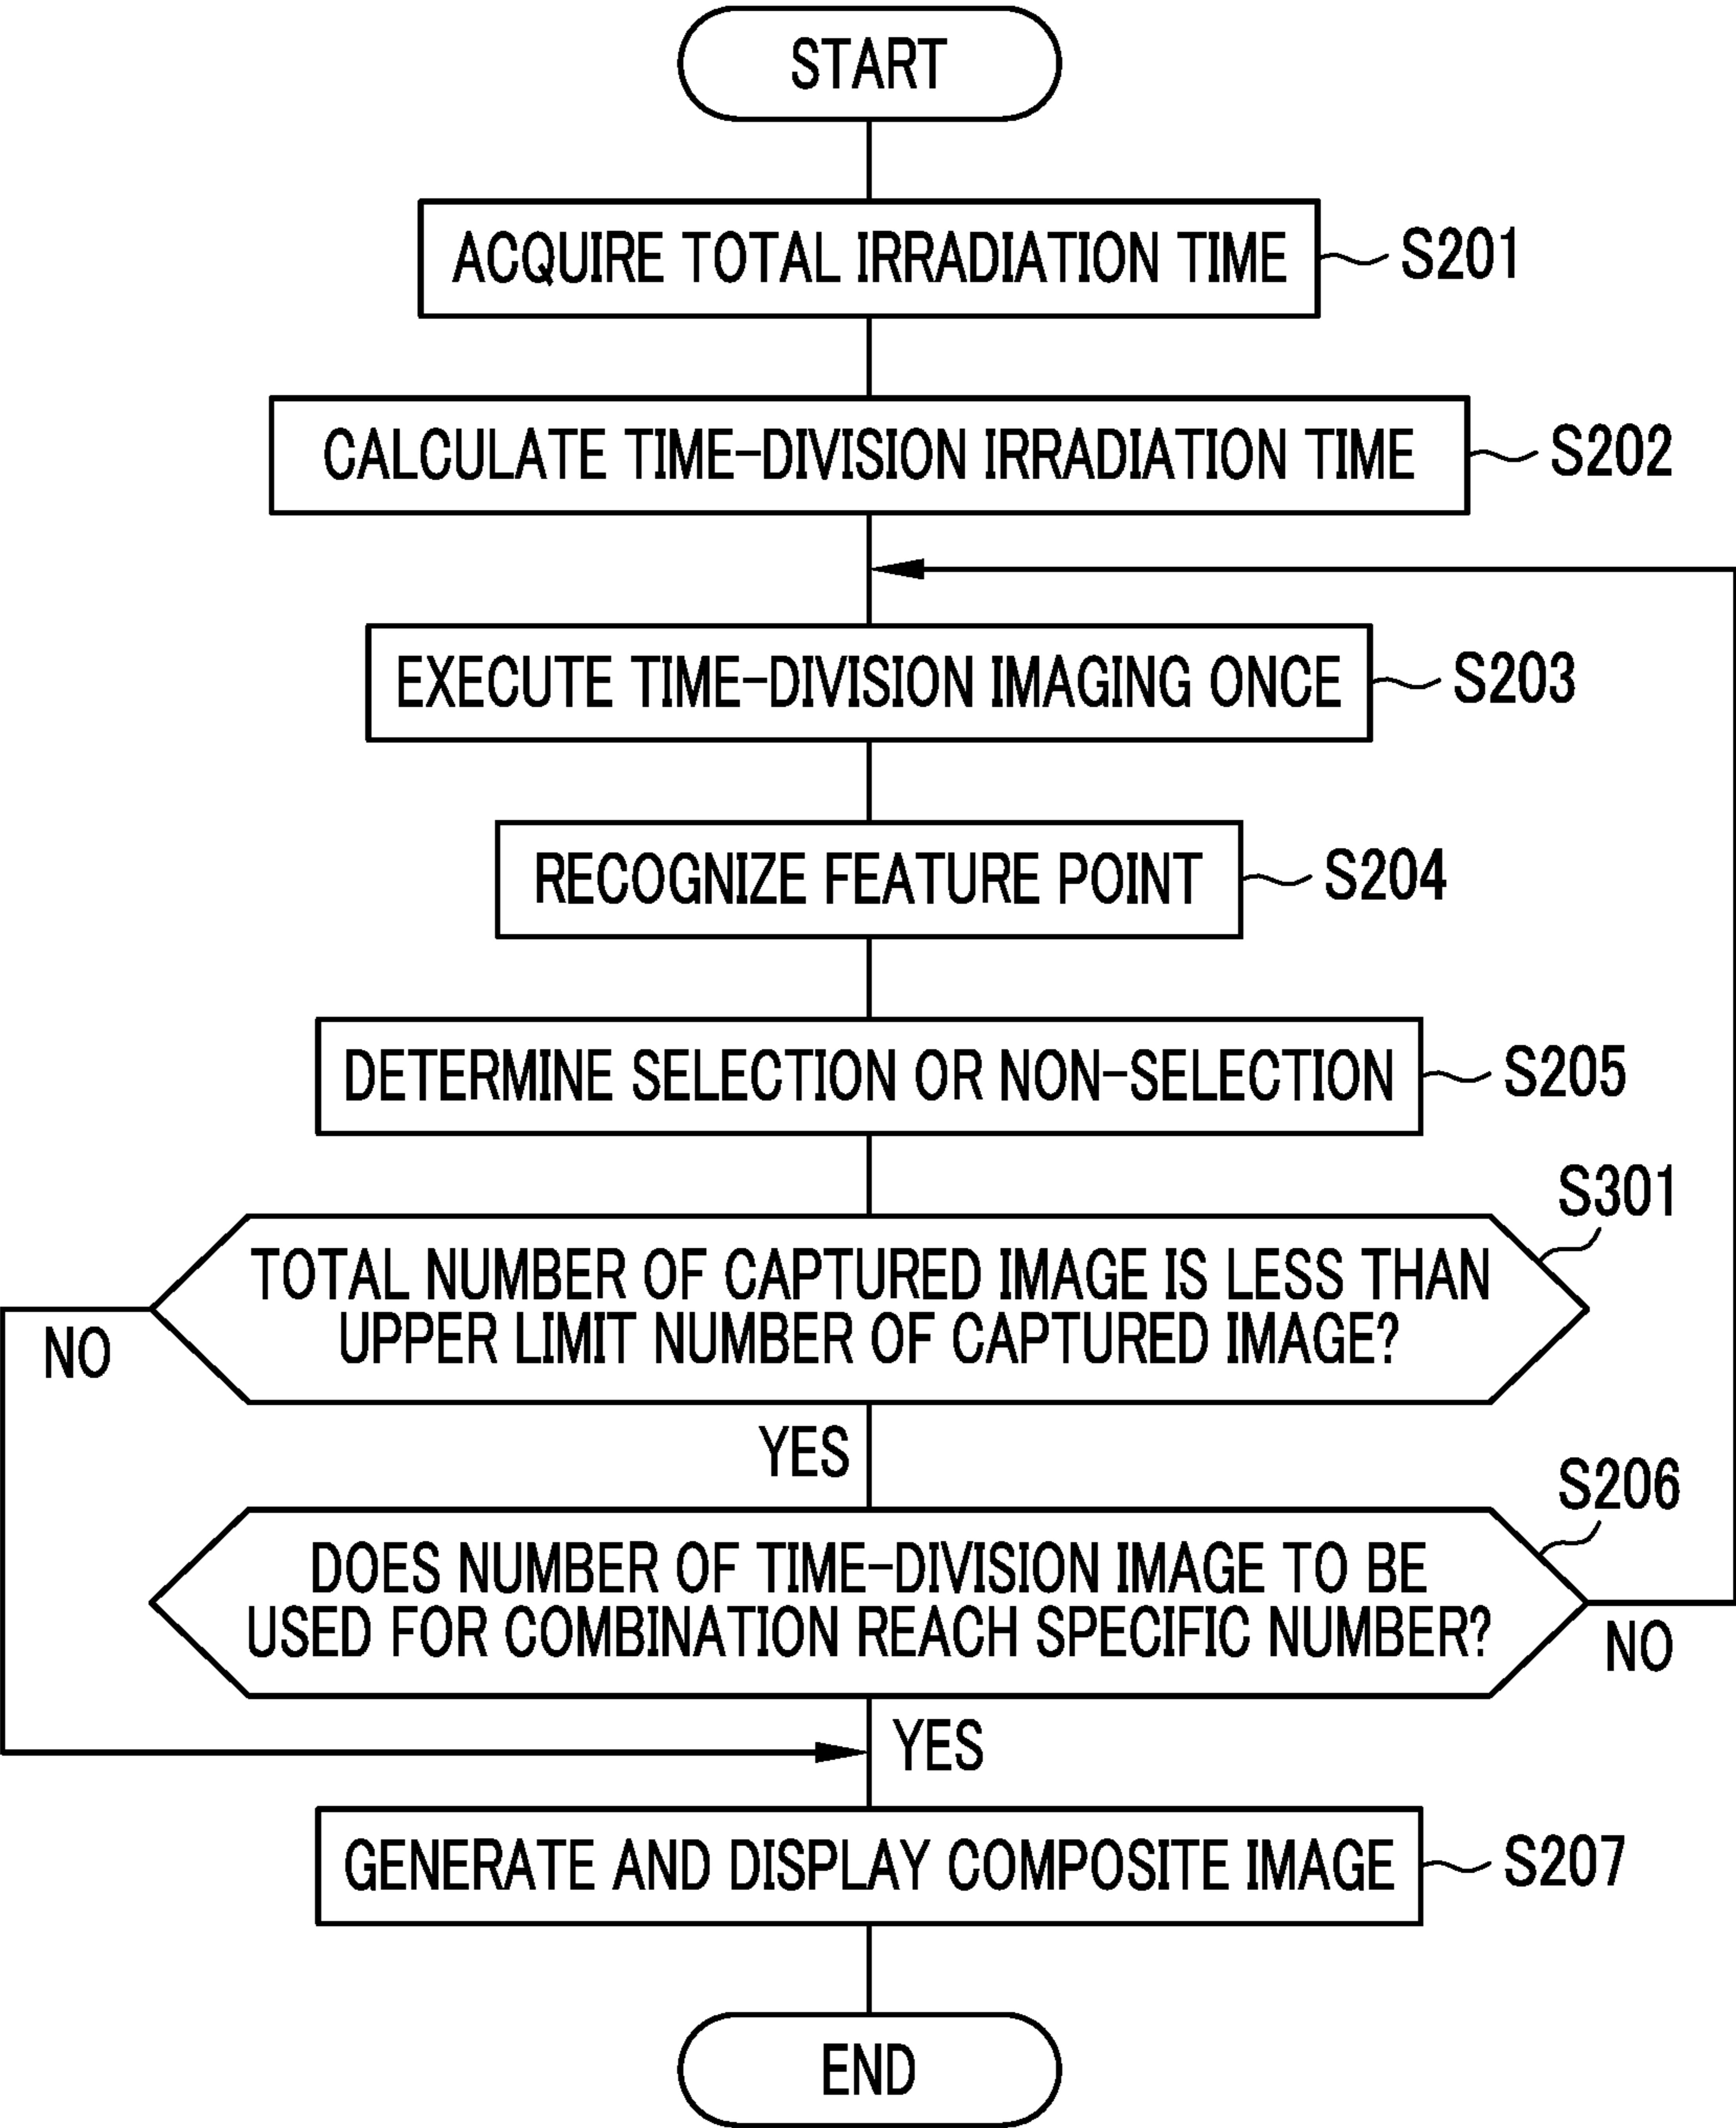 START
ACQUIRE TOTAL IRRADIATION TIME
S201
CALCULATE TIME-DIVISION IRRADIATION TIME
S202
EXECUTE TIME-DIVISION IMAGING ONCE
S203
RECOGNIZE FEATURE POINT
S204
DETERMINE SELECTION OR NON-SELECTION
S205
S301
TOTAL NUMBER OF CAPTURED IMAGE IS LESS THAN
UPPER LIMIT NUMBER OF CAPTURED IMAGE?
NO
YES
S206
DOES NUMBER OF TIME-DIVISION IMAGE TO BE
USED FOR COMBINATION REACH SPECIFIC NUMBER?
NO
YES
GENERATE AND DISPLAY COMPOSITE IMAGE
S207
END